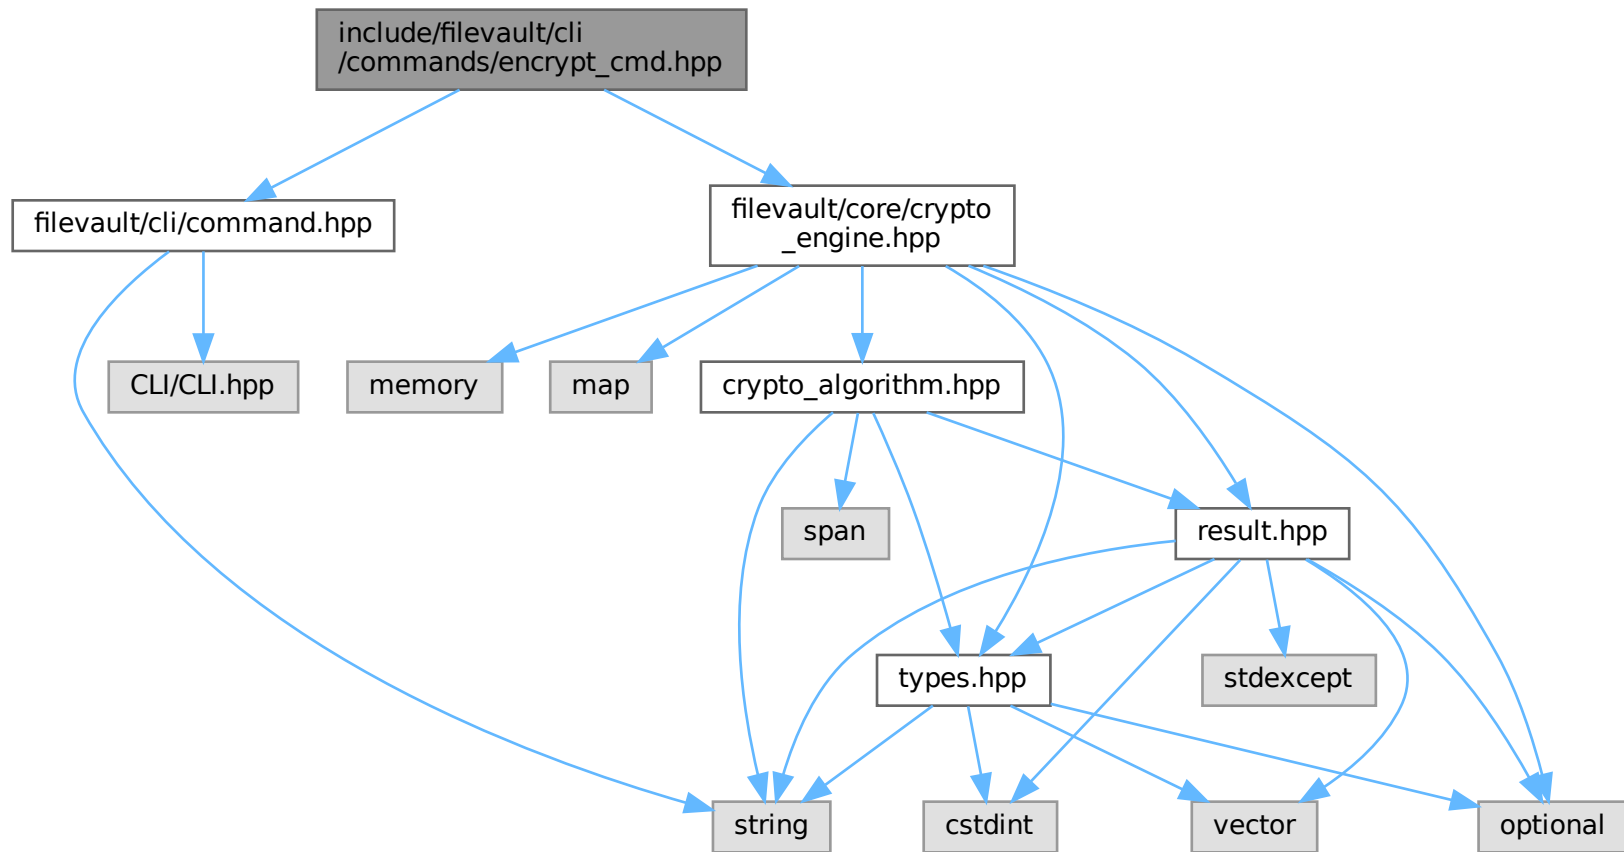 include/filevault/cli
/commands/encrypt_cmd.hpp
filevault/cli/command.hpp
filevault/core/crypto
_engine.hpp
CLI/CLI.hpp
memory
map
crypto_algorithm.hpp
span
result.hpp
types.hpp
stdexcept
string
cstdint
vector
optional